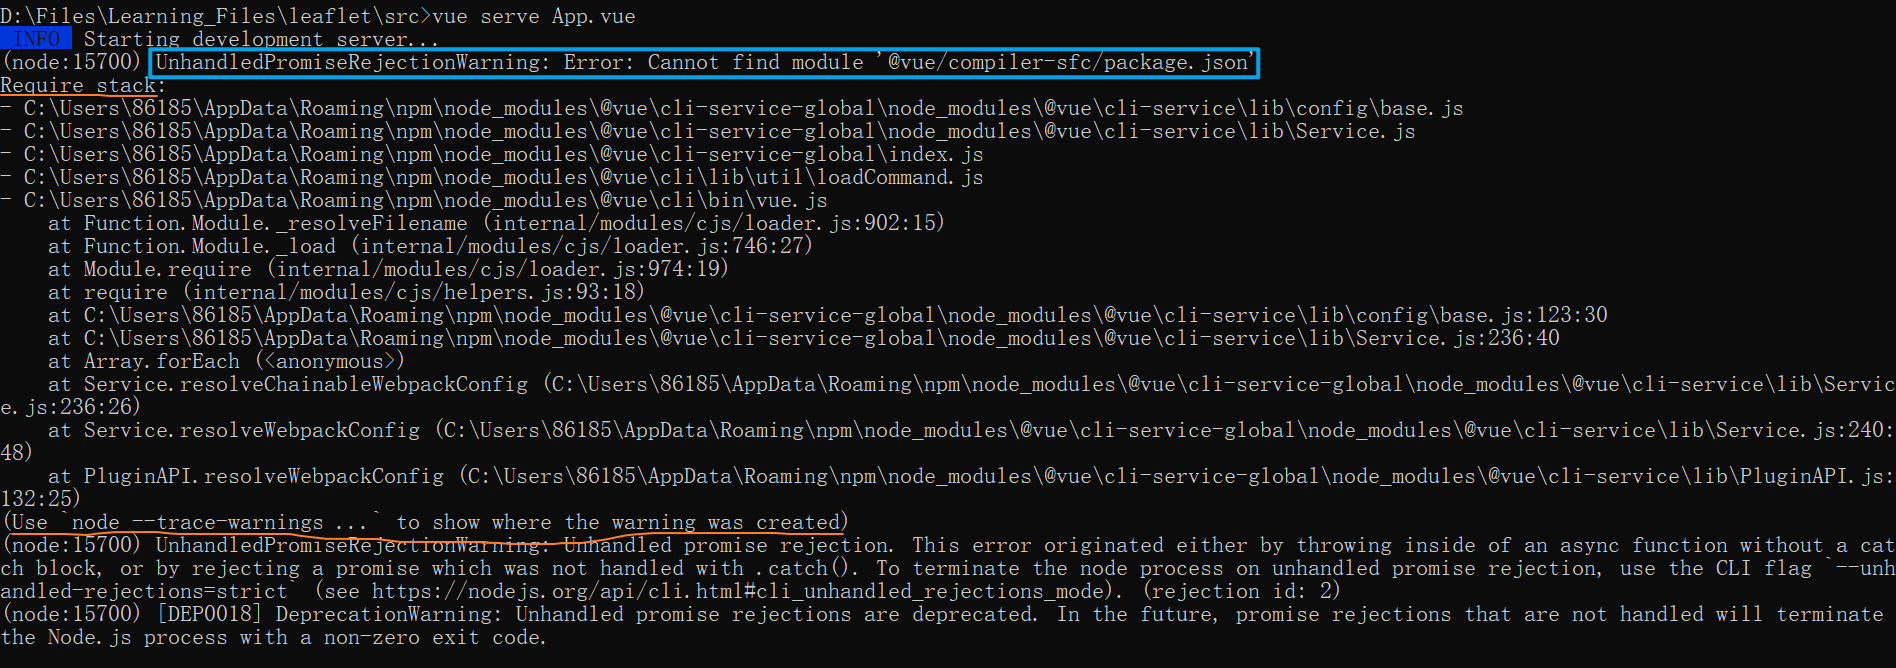 D:\Files\Learning_Files\leaflet\src>vue serve App.vue
INFO  Starting development server...
(node:15700) UnhandledPromiseRejectionWarning: Error: Cannot find module '@vue/compiler-sfc/package.json'
Require stack:
- C:\Users\86185\AppData\Roaming\npm\node_modules\@vue\cli-service-global\node_modules\@vue\cli-service\lib\config\base.js
- C:\Users\86185\AppData\Roaming\npm\node_modules\@vue\cli-service-global\node_modules\@vue\cli-service\lib\Service.js
- C:\Users\86185\AppData\Roaming\npm\node_modules\@vue\cli-service-global\index.js
- C:\Users\86185\AppData\Roaming\npm\node_modules\@vue\cli\lib\util\loadCommand.js
- C:\Users\86185\AppData\Roaming\npm\node_modules\@vue\cli\bin\vue.js
    at Function.Module._resolveFilename (internal/modules/cjs/loader.js:902:15)
    at Function.Module._load (internal/modules/cjs/loader.js:746:27)
    at Module.require (internal/modules/cjs/loader.js:974:19)
    at require (internal/modules/cjs/helpers.js:93:18)
    at C:\Users\86185\AppData\Roaming\npm\node_modules\@vue\cli-service-global\node_modules\@vue\cli-service\lib\config\base.js:123:30
    at C:\Users\86185\AppData\Roaming\npm\node_modules\@vue\cli-service-global\node_modules\@vue\cli-service\lib\Service.js:236:40
    at Array.forEach (<anonymous>)
    at Service.resolveChainableWebpackConfig (C:\Users\86185\AppData\Roaming\npm\node_modules\@vue\cli-service-global\node_modules\@vue\cli-service\lib\Servic
e.js:236:26)
    at Service.resolveWebpackConfig (C:\Users\86185\AppData\Roaming\npm\node_modules\@vue\cli-service-global\node_modules\@vue\cli-service\lib\Service.js:240:
48)
    at PluginAPI.resolveWebpackConfig (C:\Users\86185\AppData\Roaming\npm\node_modules\@vue\cli-service-global\node_modules\@vue\cli-service\lib\PluginAPI.js:
132:25)
(Use `node --trace-warnings ...` to show where the warning was created)
(node:15700) UnhandledPromiseRejectionWarning: Unhandled promise rejection. This error originated either by throwing inside of an async function without a cat
ch block, or by rejecting a promise which was not handled with .catch(). To terminate the node process on unhandled promise rejection, use the CLI flag `--unh
andled-rejections=strict` (see https://nodejs.org/api/cli.html#cli_unhandled_rejections_mode). (rejection id: 2)
(node:15700) [DEP0018] DeprecationWarning: Unhandled promise rejections are deprecated. In the future, promise rejections that are not handled will terminate
the Node.js process with a non-zero exit code.